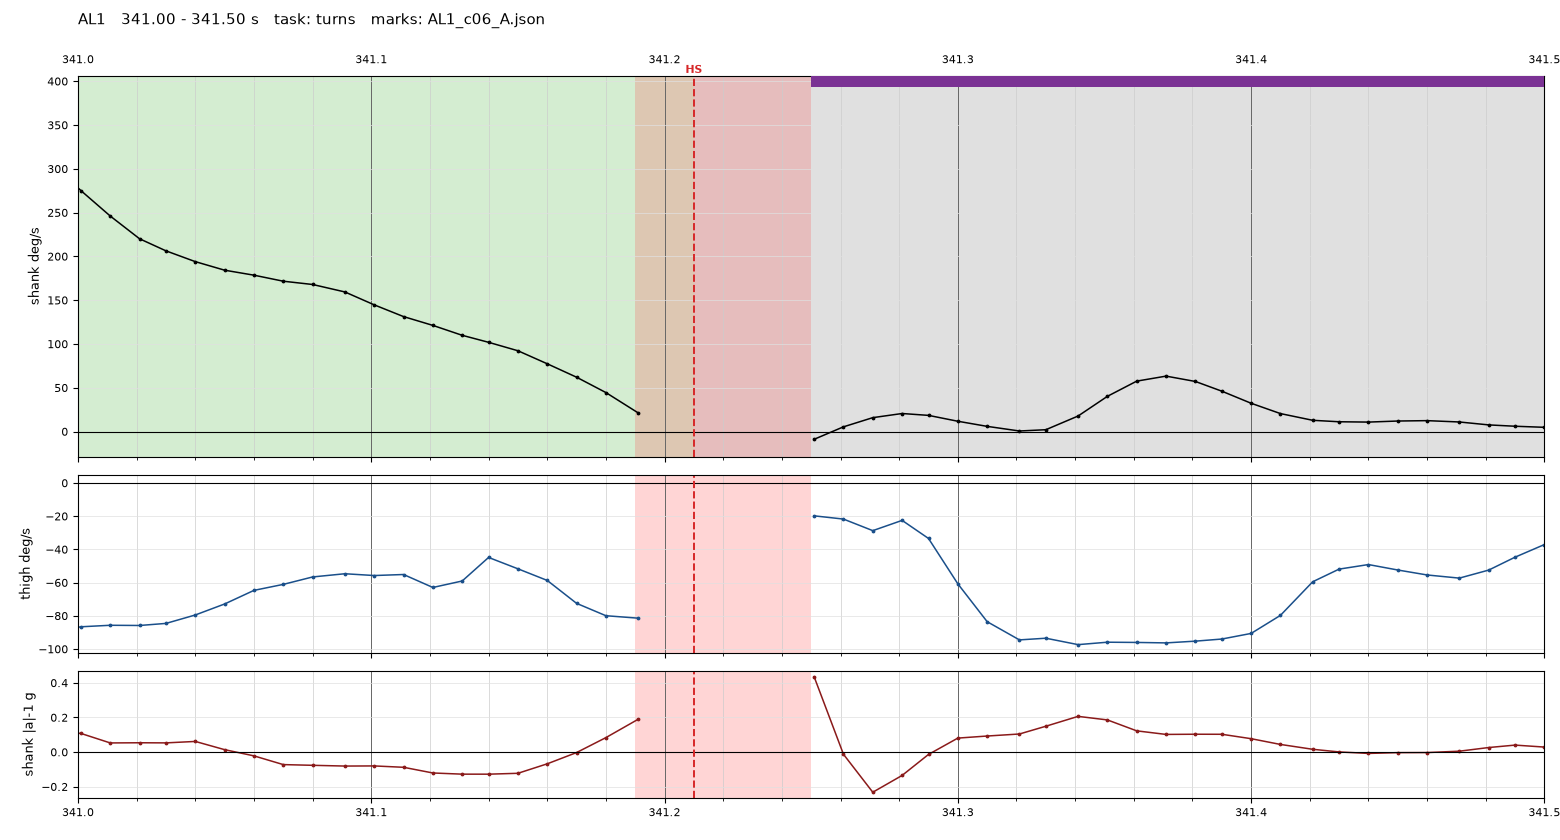 AL1   341.00 - 341.50 s   task: turns   marks: AL1_c06_A.json
341.0 341.1 341.2 341.3 341.4 341.5
HS
400
350
300
250
200
150
100
50
0
shank deg/s
0
−20
−40
−60
−80
−100
thigh deg/s
0.4
0.2
0.0
−0.2
shank |a|-1 g
341.0 341.1 341.2 341.3 341.4 341.5